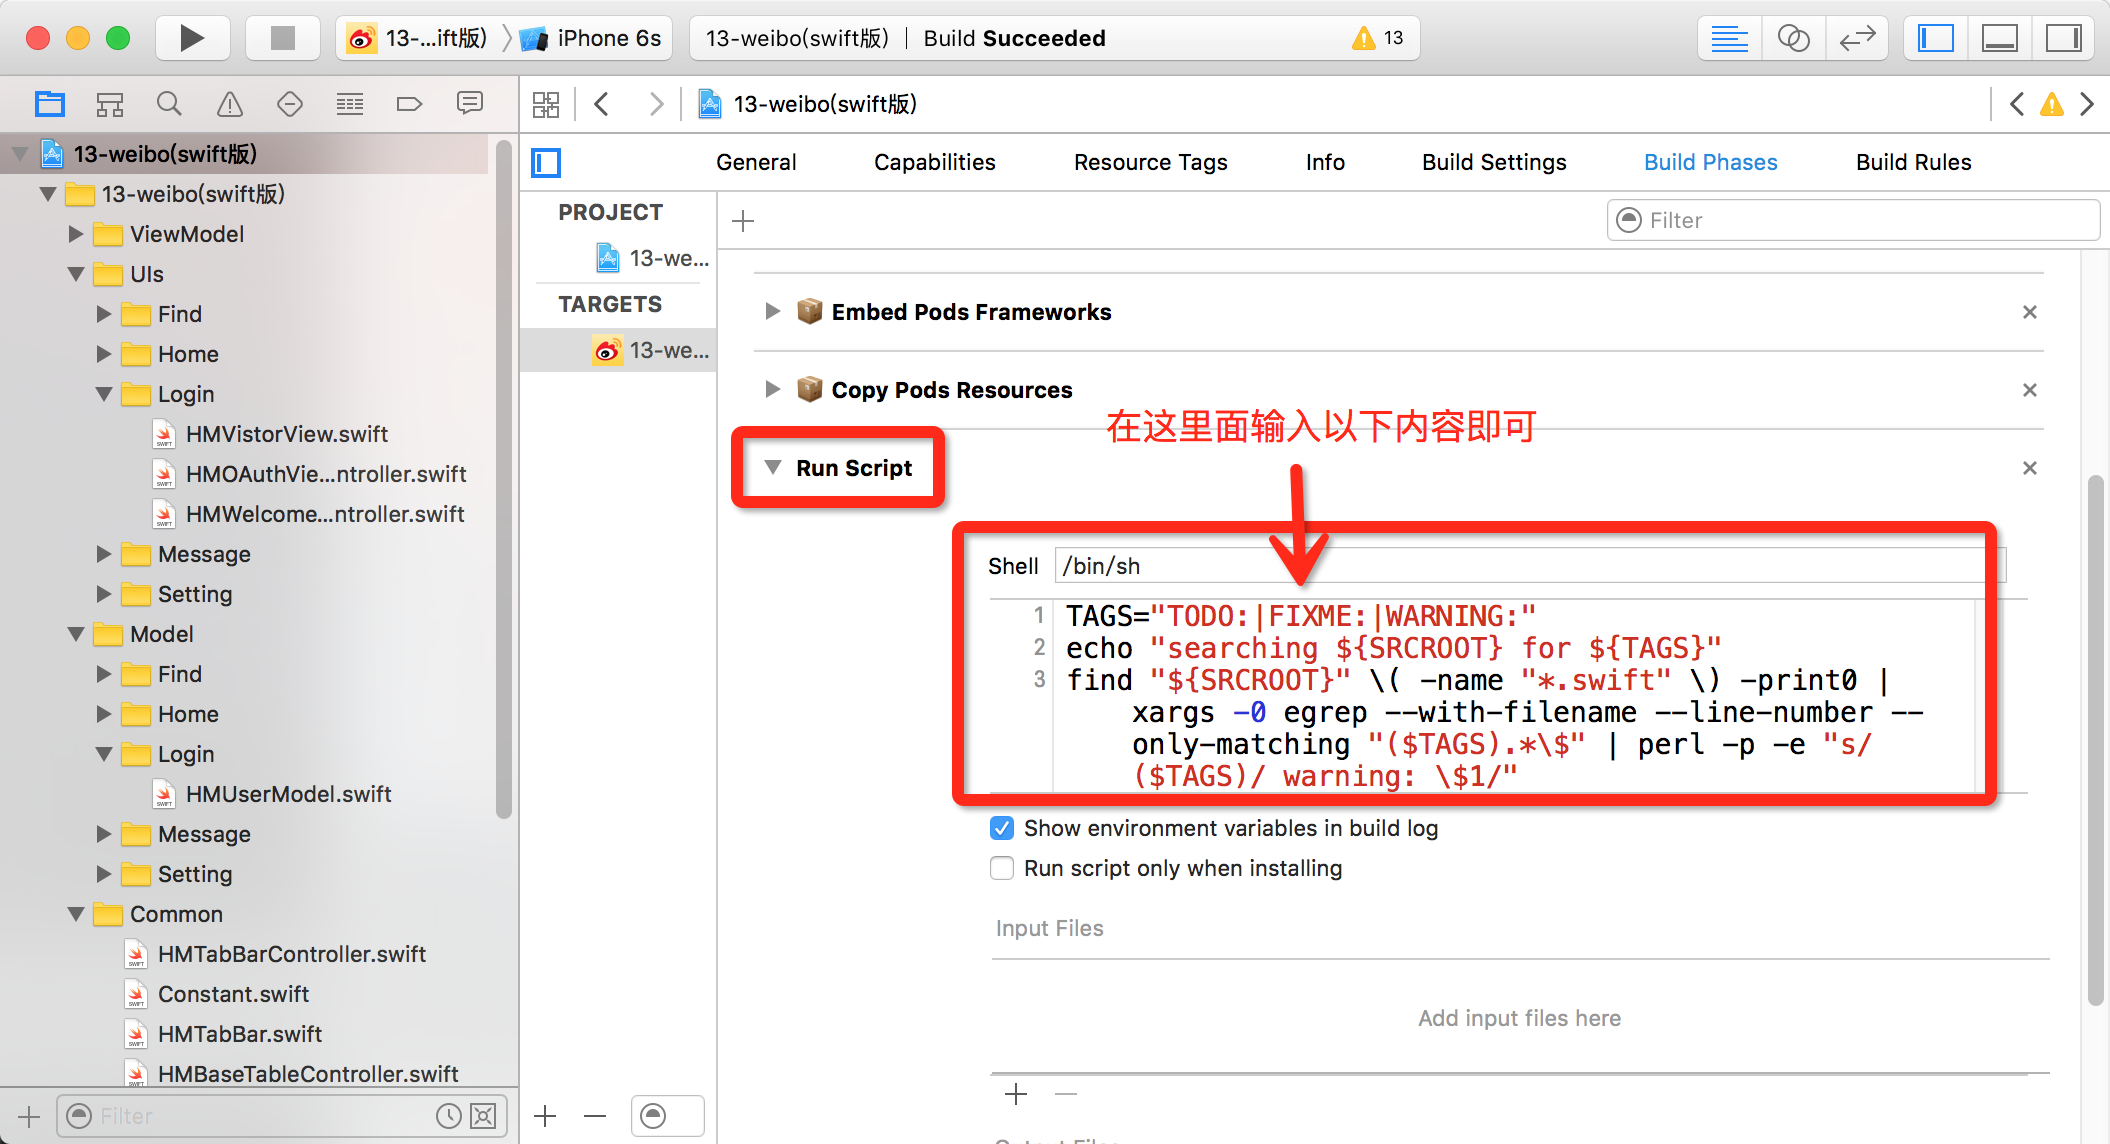 13-...ift版)
iPhone 6s
13-weibo(swift版)
Build Succeeded
13
13-weibo(swift版)
13-weibo(swift版)
13-weibo(swift版)
ViewModel
UIs
Find
Home
Login
HMVistorView.swift
HMOAuthVie...ntroller.swift
HMWelcome...ntroller.swift
Message
Setting
Model
Find
Home
Login
HMUserModel.swift
Message
Setting
Common
HMTabBarController.swift
Constant.swift
HMTabBar.swift
HMBaseTableController.swift
Filter
General
Capabilities
Resource Tags
Info
Build Settings
Build Phases
Build Rules
PROJECT
13-we...
TARGETS
13-we...
Filter
Embed Pods Frameworks
Copy Pods Resources
在这里面输入以下内容即可
Run Script
Shell /bin/sh
1 TAGS="TODO:|FIXME:|WARNING:"
2 echo "searching ${SRCROOT} for ${TAGS}"
3 find "${SRCROOT}" \( -name "*.swift" \) -print0 |
xargs -0 egrep --with-filename --line-number --
only-matching "($TAGS).*\$" | perl -p -e "s/
($TAGS)/ warning: \$1/"
Show environment variables in build log
Run script only when installing
Input Files
Add input files here
Output Files